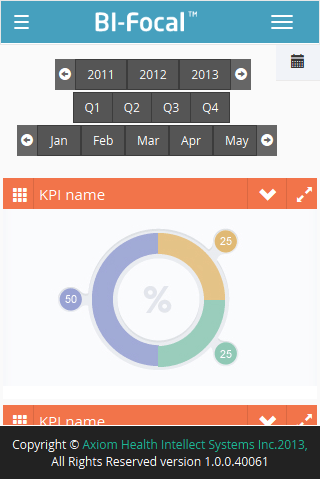 BI-Focal™
2011 2012 2013
Q1 Q2 Q3 Q4
Jan Feb Mar Apr May
KPI name
25
%
50
25
KPI name
Copyright © Axiom Health Intellect Systems Inc.2013,
All Rights Reserved version 1.0.0.40061